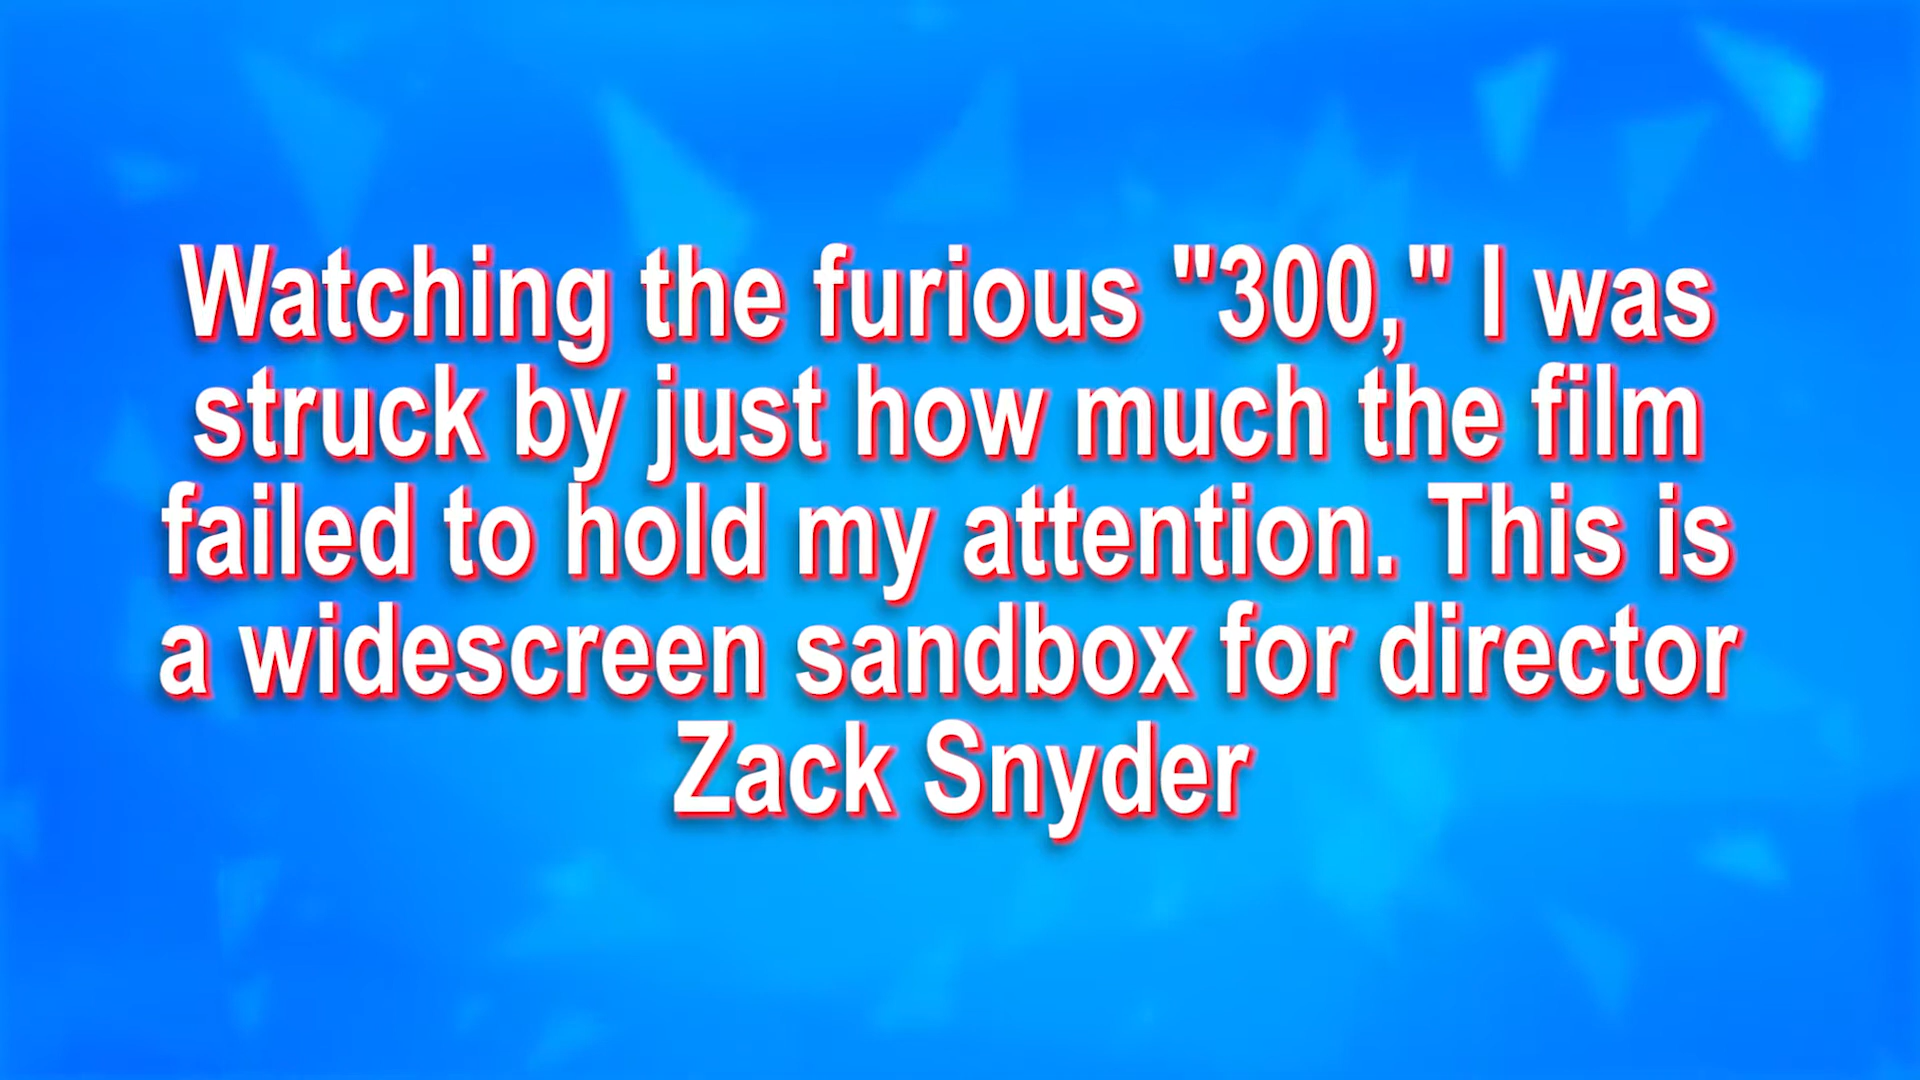 Watching the furious "300," I was
struck by just how much the film
failed to hold my attention. This is
a widescreen sandbox for director
Zack Snyder